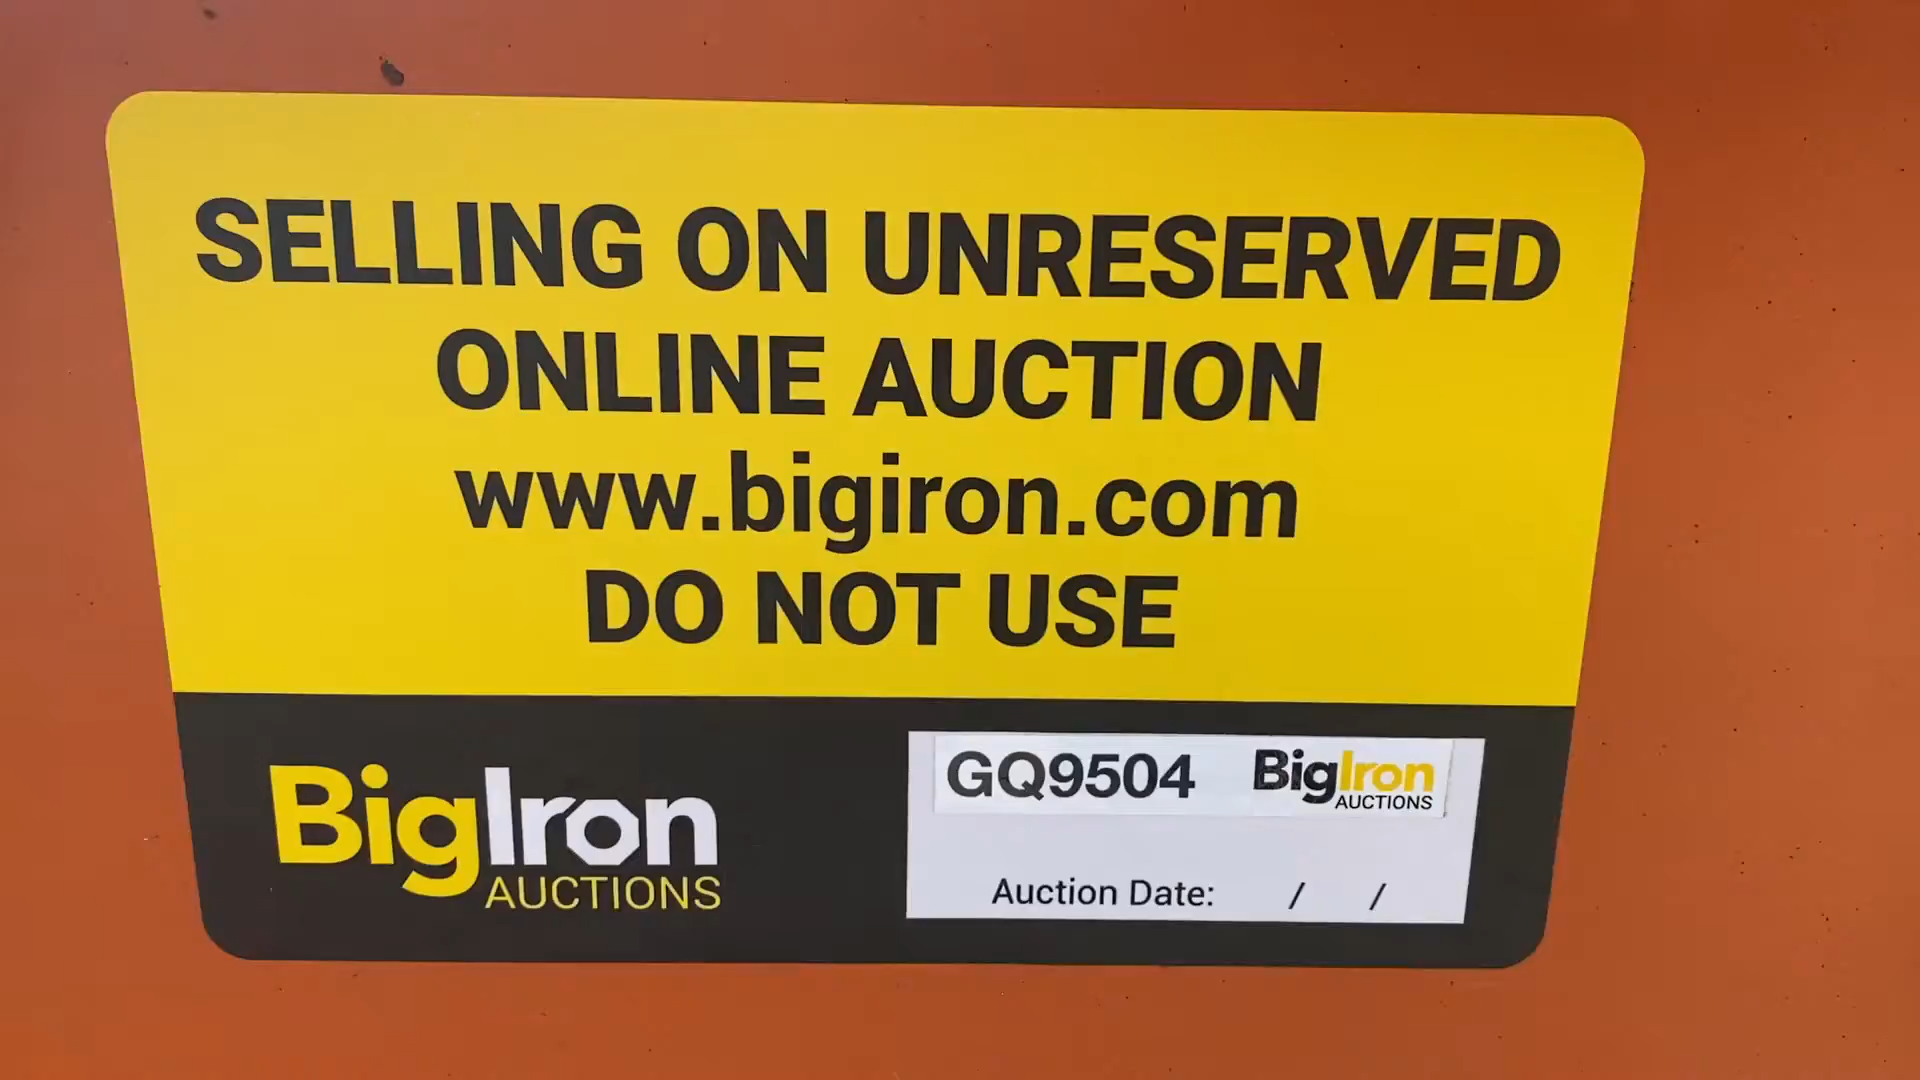 SELLING ON UNRESERVED
ONLINE AUCTION
www.bigiron.com
DO NOT USE
BigIron
AUCTIONS
GQ9504 BigIron
AUCTIONS
Auction Date: / /